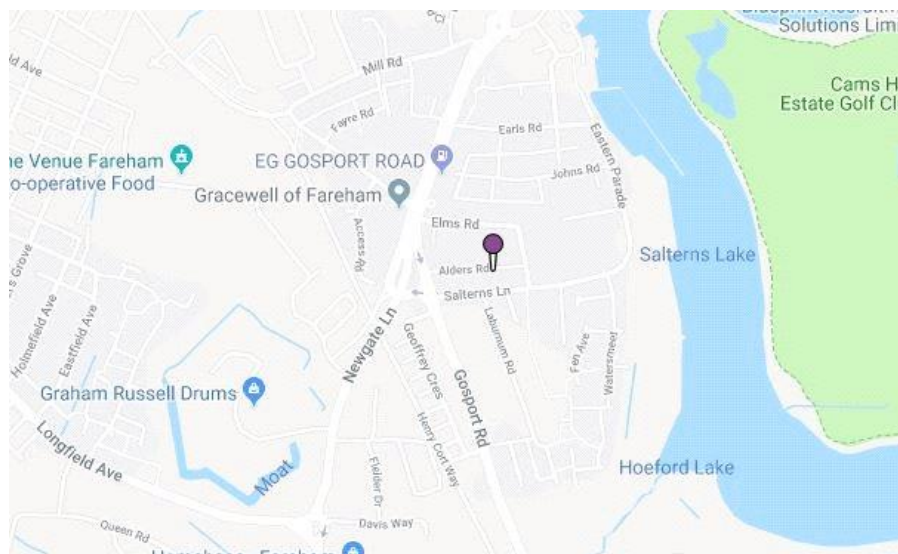 Solutions Limi
Mill Rd
Cams H
Estate Golf Cl
Fayre Rd
Earls Rd
Eastern Parade
ne Venue Fareham
o-operative Food
EG GOSPORT ROAD
Johns Rd
Gracewell of Fareham
Elms Rd
Access Rd
Salterns Lake
Alders Rd
Salterns Ln
Holmefield Ave
Eastfield Ave
Newgate Ln
Geoffrey Cres
Laburnum Rd
Fen Ave
Watersmeet
Graham Russell Drums
Gosport Rd
Longfield Ave
Henry Cort Way
Moat
Fielder Dr
Hoeford Lake
Queen Rd
Davis Way